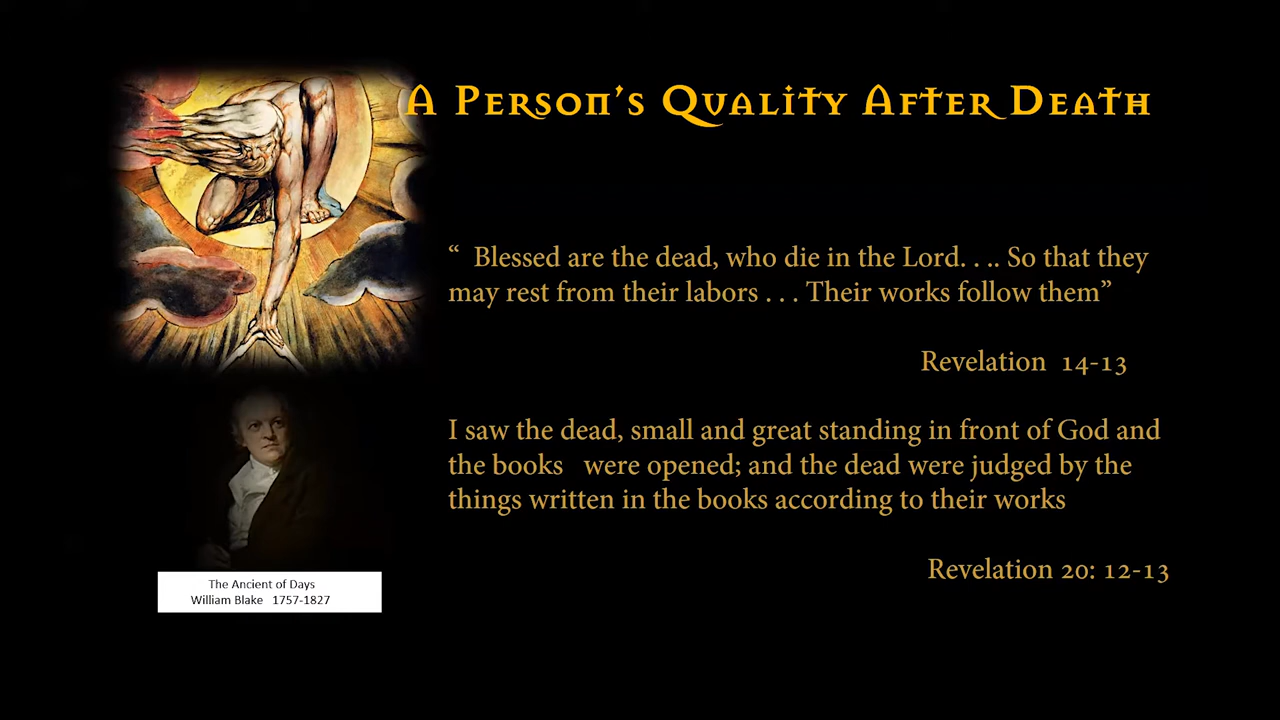 A Person's Quality After Death
“ Blessed are the dead, who die in the Lord. . .. So that they
may rest from their labors . . . Their works follow them”
Revelation 14-13
I saw the dead, small and great standing in front of God and
the books were opened; and the dead were judged by the
things written in the books according to their works
Revelation 20: 12-13
The Ancient of Days
William Blake 1757-1827